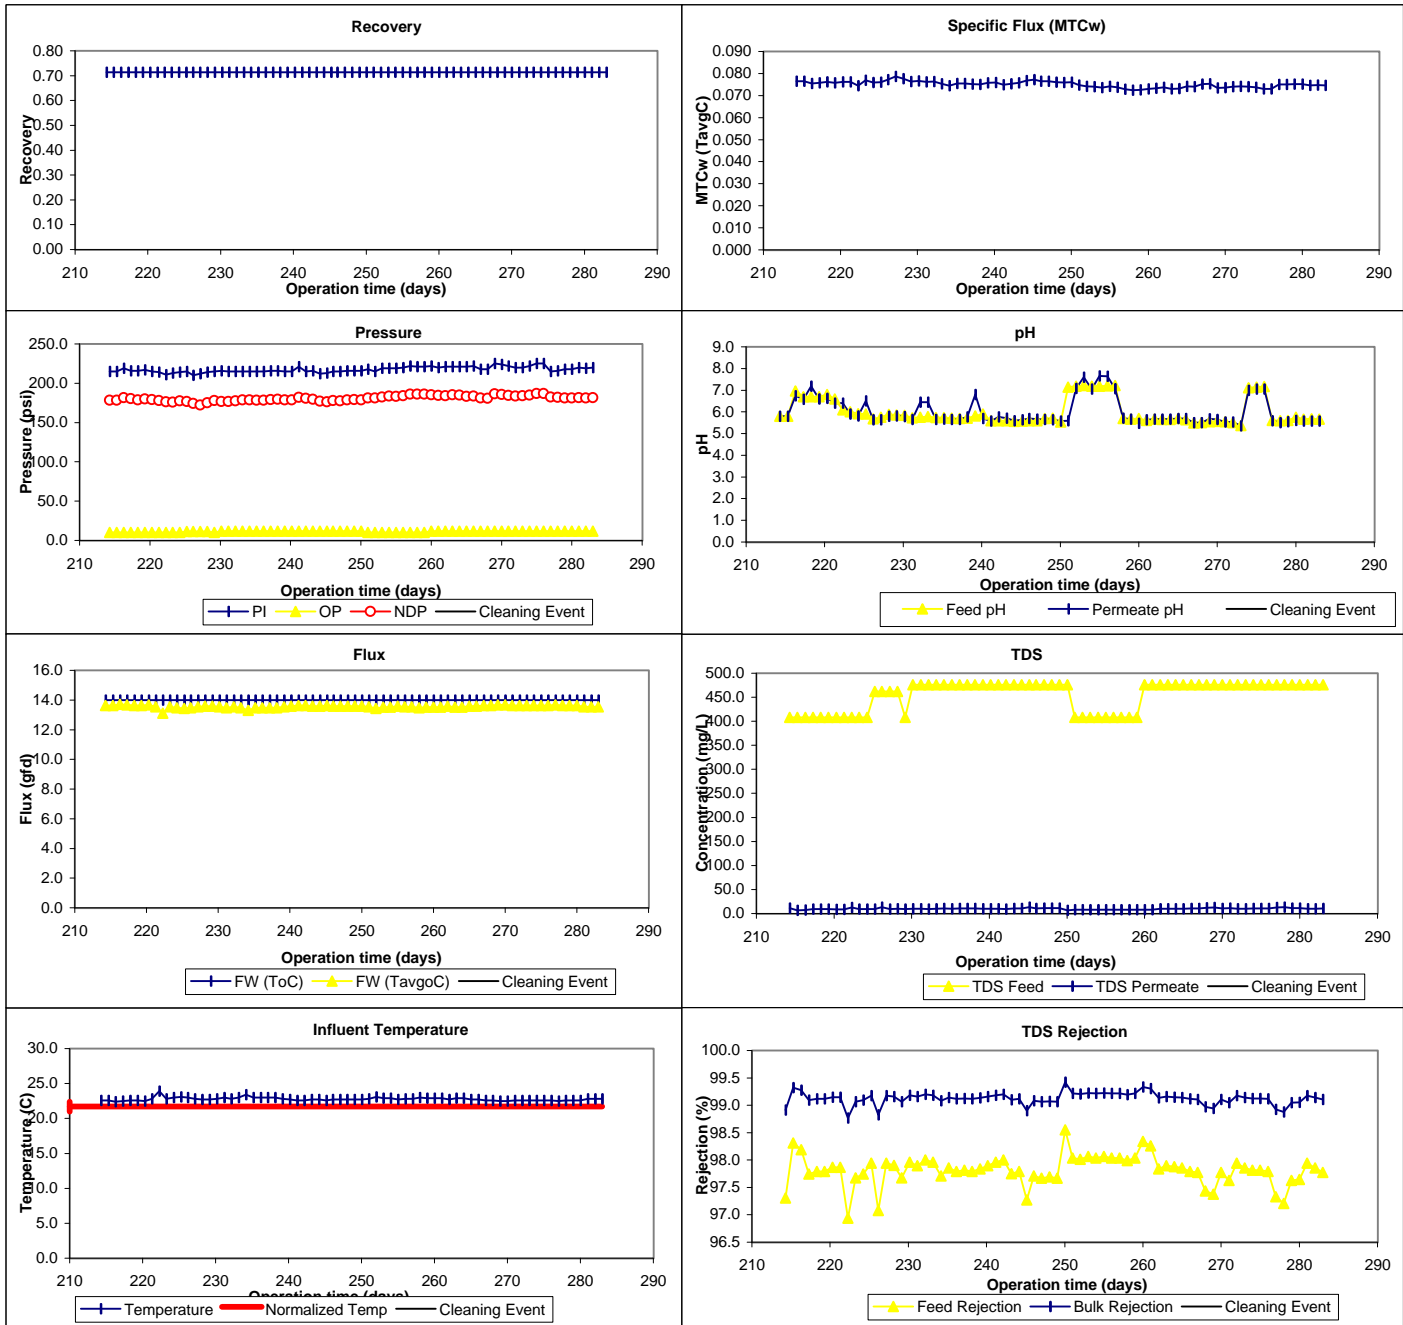 Recovery
0.80
0.70
0.60
0.50
0.40
0.30
0.20
0.10
0.00
Recovery
210 220 230 240 250 260 270 280 290
Operation time (days)
Specific Flux (MTCw)
0.090
0.080
0.070
0.060
0.050
0.040
0.030
0.020
0.010
0.000
MTCw (TavgC)
210 220 230 240 250 260 270 280 290
Operation time (days)
Pressure
250.0
200.0
150.0
100.0
50.0
0.0
Pressure (psi)
210 220 230 240 250 260 270 280 290
Operation time (days)
PI OP NDP Cleaning Event
pH
9.0
8.0
7.0
6.0
5.0
4.0
3.0
2.0
1.0
0.0
pH
210 220 230 240 250 260 270 280 290
Operation time (days)
Feed pH Permeate pH Cleaning Event
Flux
16.0
14.0
12.0
10.0
8.0
6.0
4.0
2.0
0.0
Flux (gfd)
210 220 230 240 250 260 270 280 290
Operation time (days)
FW (ToC) FW (TavgoC) Cleaning Event
TDS
500.0
450.0
400.0
350.0
300.0
250.0
200.0
150.0
100.0
50.0
0.0
Concentration (mg/L)
210 220 230 240 250 260 270 280 290
Operation time (days)
TDS Feed TDS Permeate Cleaning Event
Influent Temperature
30.0
25.0
20.0
15.0
10.0
5.0
0.0
Temperature (C)
210 220 230 240 250 260 270 280 290
Operation time (days)
Temperature Normalized Temp Cleaning Event
TDS Rejection
100.0
99.5
99.0
98.5
98.0
97.5
97.0
96.5
Rejection (%)
210 220 230 240 250 260 270 280 290
Operation time (days)
Feed Rejection Bulk Rejection Cleaning Event